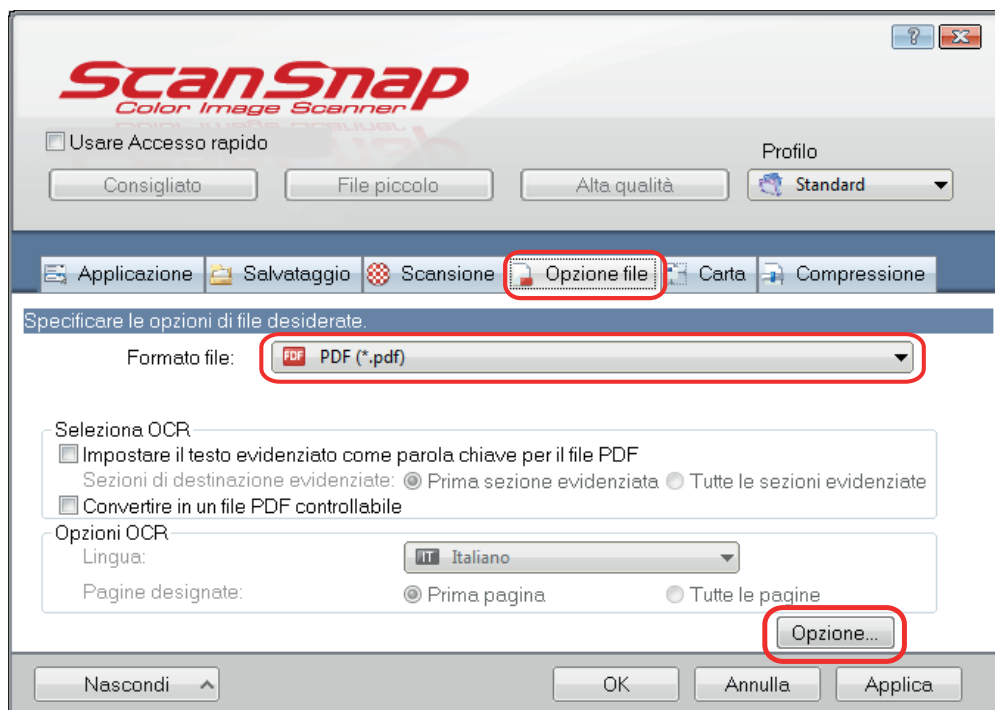 ScanSnap
Color Image Scanner
Usare Accesso rapido
Profilo
Consigliato File piccolo Alta qualità Standard
Applicazione Salvataggio Scansione Opzione file Carta Compressione
Specificare le opzioni di file desiderate.
Formato file: PDF PDF (*.pdf)
Seleziona OCR
Impostare il testo evidenziato come parola chiave per il file PDF
Sezioni di destinazione evidenziate: Prima sezione evidenziata Tutte le sezioni evidenziate
Convertire in un file PDF controllabile
Opzioni OCR
Lingua: IT Italiano
Pagine designate: Prima pagina Tutte le pagine
Opzione...
Nascondi OK Annulla Applica